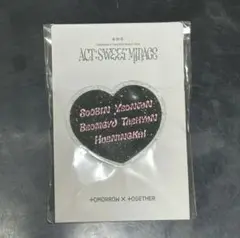 ACT:SWEET MIRAGE
SOOBIN YEONJUN
BEOMGYU TAEHYUN
HUENINGKAI
TOMORROW X TOGETHER